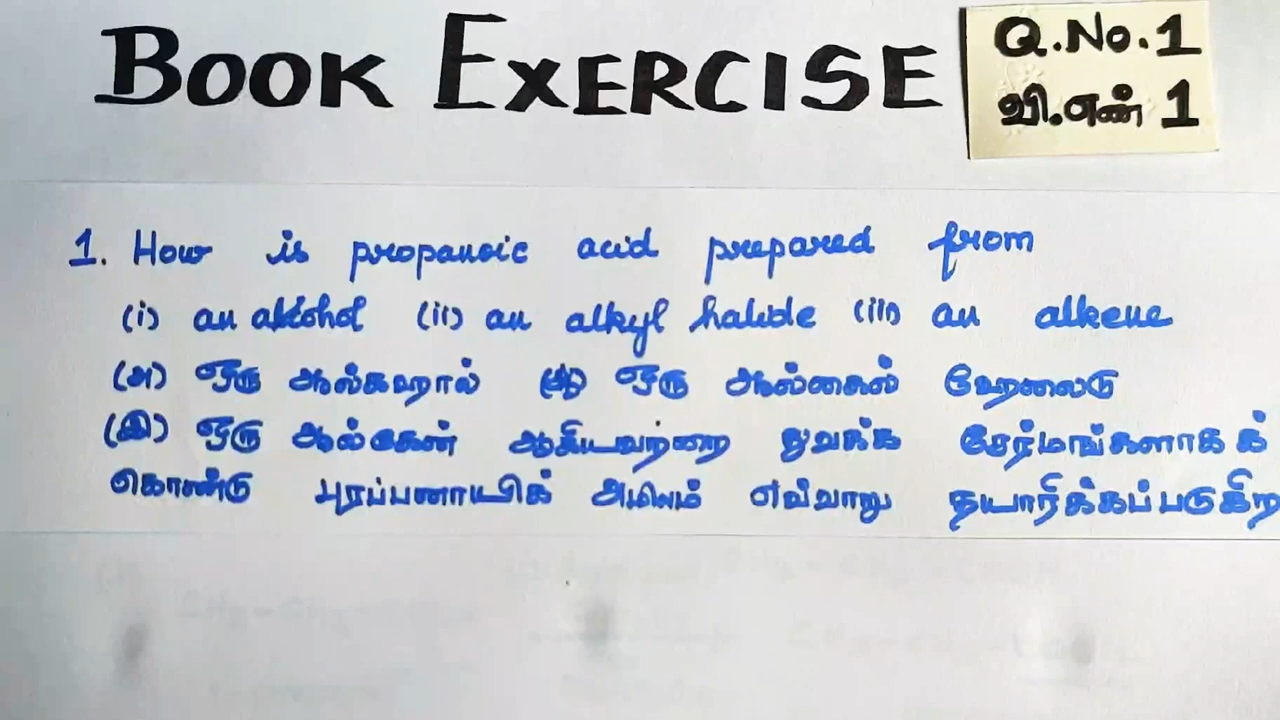 BOOK EXERCISE
Q.No.1
வி.எண் 1
1. How is propanoic acid prepared from
(i) an alcohol (ii) an alkyl halide (iii) an alkene
(அ) ஒரு ஆல்கஹால் (ஆ) ஒரு ஆல்கைல் ஹேலைடு
(இ) ஒரு ஆல்கேன் ஆகியவற்றை துவக்க சேர்மங்களாகக்
கொண்டு புரப்பனாயிக் அமிலம் எவ்வாறு தயாரிக்கப்படுகிற